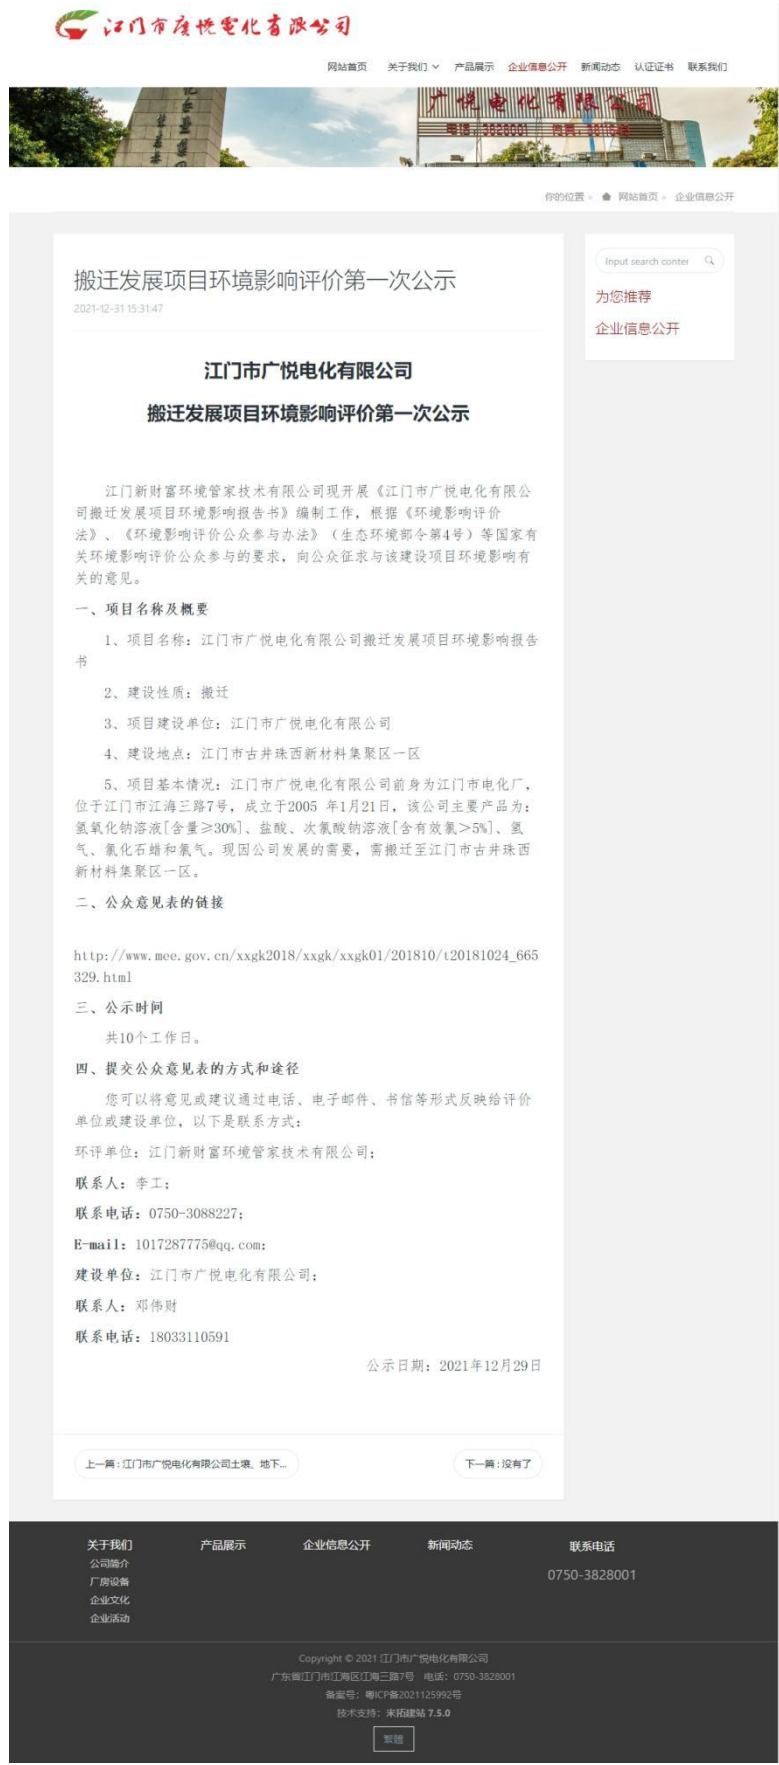 江门市广悦电化有限公司
网站首页 关于我们 产品展示 企业信息公开 新闻动态 认证证书 联系我们
广悦电化有限公司
电话:3828001
你的位置 » 网站首页 » 企业信息公开
Input search conter
为您推荐
企业信息公开
搬迁发展项目环境影响评价第一次公示
2021-12-31 15:31:47
江门市广悦电化有限公司
搬迁发展项目环境影响评价第一次公示
江门新财富环境管家技术有限公司现开展《江门市广悦电化有限公
司搬迁发展项目环境影响报告书》编制工作，根据《环境影响评价
法》、《环境影响评价公众参与办法》（生态环境部令第4号）等国家有
关环境影响评价公众参与的要求，向公众征求与该建设项目环境影响有
关的意见。
一、项目名称及概要
1、项目名称：江门市广悦电化有限公司搬迁发展项目环境影响报告
书
2、建设性质：搬迁
3、项目建设单位：江门市广悦电化有限公司
4、建设地点：江门市古井珠西新材料集聚区一区
5、项目基本情况：江门市广悦电化有限公司前身为江门市电化厂，
位于江门市江海三路7号，成立于2005 年1月21日，该公司主要产品为：
氢氧化钠溶液[含量≥30%]、盐酸、次氯酸钠溶液[含有效氯＞5%]、氢
气、氯化石蜡和氯气。现因公司发展的需要，需搬迁至江门市古井珠西
新材料集聚区一区。
二、公众意见表的链接
http://www.mee.gov.cn/xxgk2018/xxgk/xxgk01/201810/t20181024_665
329.html
三、公示时间
共10个工作日。
四、提交公众意见表的方式和途径
您可以将意见或建议通过电话、电子邮件、书信等形式反映给评价
单位或建设单位，以下是联系方式：
环评单位：江门新财富环境管家技术有限公司；
联系人：李工；
联系电话：0750-3088227；
E-mail：1017287775@qq.com；
建设单位：江门市广悦电化有限公司；
联系人：邓伟财
联系电话：18033110591
公示日期：2021年12月29日
上一篇 : 江门市广悦电化有限公司土壤、地下...
下一篇 : 没有了
关于我们 产品展示 企业信息公开 新闻动态 联系电话
公司简介
厂房设备
企业文化
企业活动
0750-3828001
Copyright © 2021 江门市广悦电化有限公司
广东省江门市江海区江海三路7号 电话：0750-3828001
备案号：粤ICP备2021125992号
技术支持：米拓建站 7.5.0
繁體